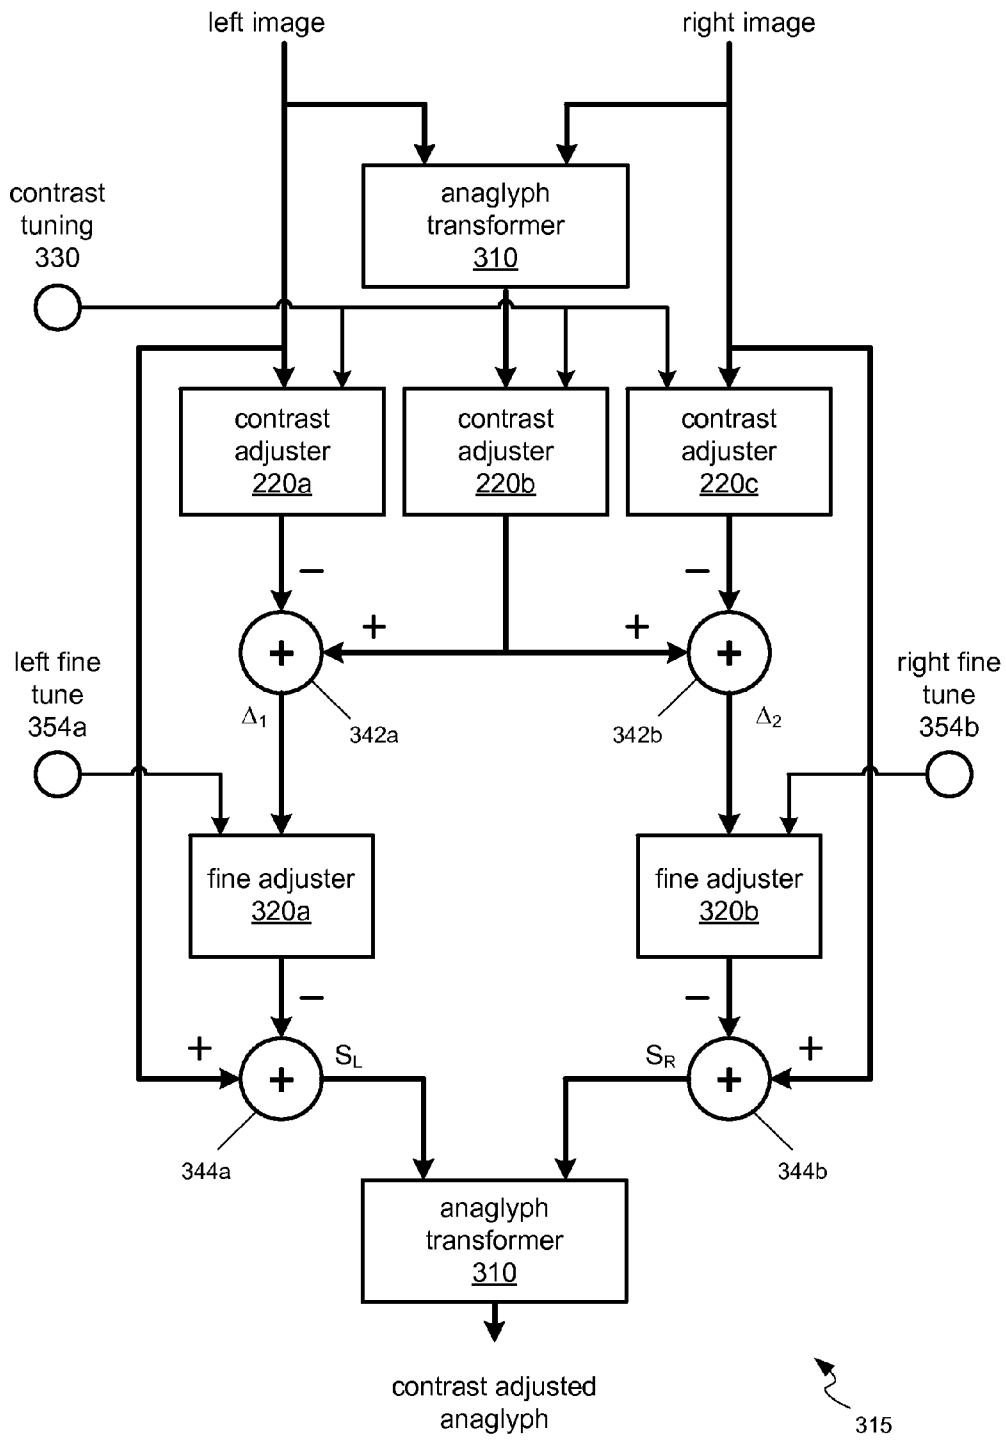 left image
right image
anaglyph
transformer
310
contrast
tuning
330
contrast
adjuster
220a
contrast
adjuster
220b
contrast
adjuster
220c
−
−
+
+
+
+
left fine
tune
354a
right fine
tune
354b
Δ1
342a
342b
Δ2
fine adjuster
320a
fine adjuster
320b
−
−
+
+
+
+
SL
SR
344a
344b
anaglyph
transformer
310
contrast adjusted
anaglyph
315